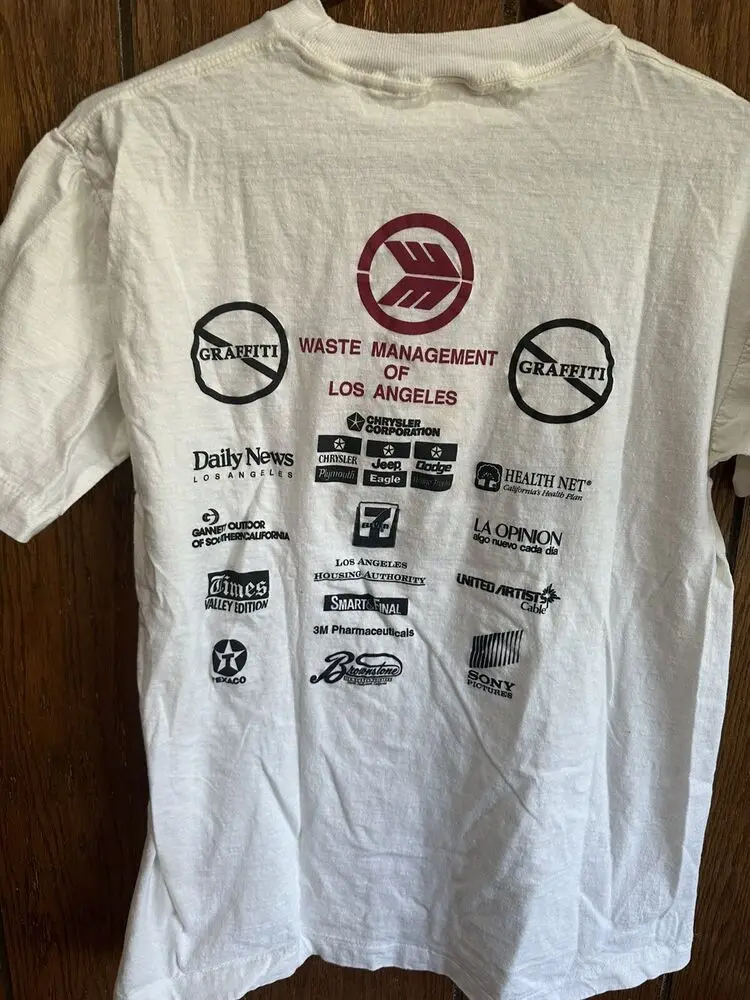 GRAFFITI
WASTE MANAGEMENT
OF
LOS ANGELES
GRAFFITI
CHRYSLER
CORPORATION
CHRYSLER
Jeep
Dodge
Plymouth
Eagle
Daily News
LOS ANGELES
HEALTH NET®
California's Health Plan
GANNETT OUTDOOR
OF SOUTHERN CALIFORNIA
7
ELEVEN
LA OPINION
algo nuevo cada día
LOS ANGELES
HOUSING AUTHORITY
Times
VALLEY EDITION
SMART & FINAL
UNITED ARTISTS
Cable
3M Pharmaceuticals
T
TEXACO
Brownstone
SONY
PICTURES